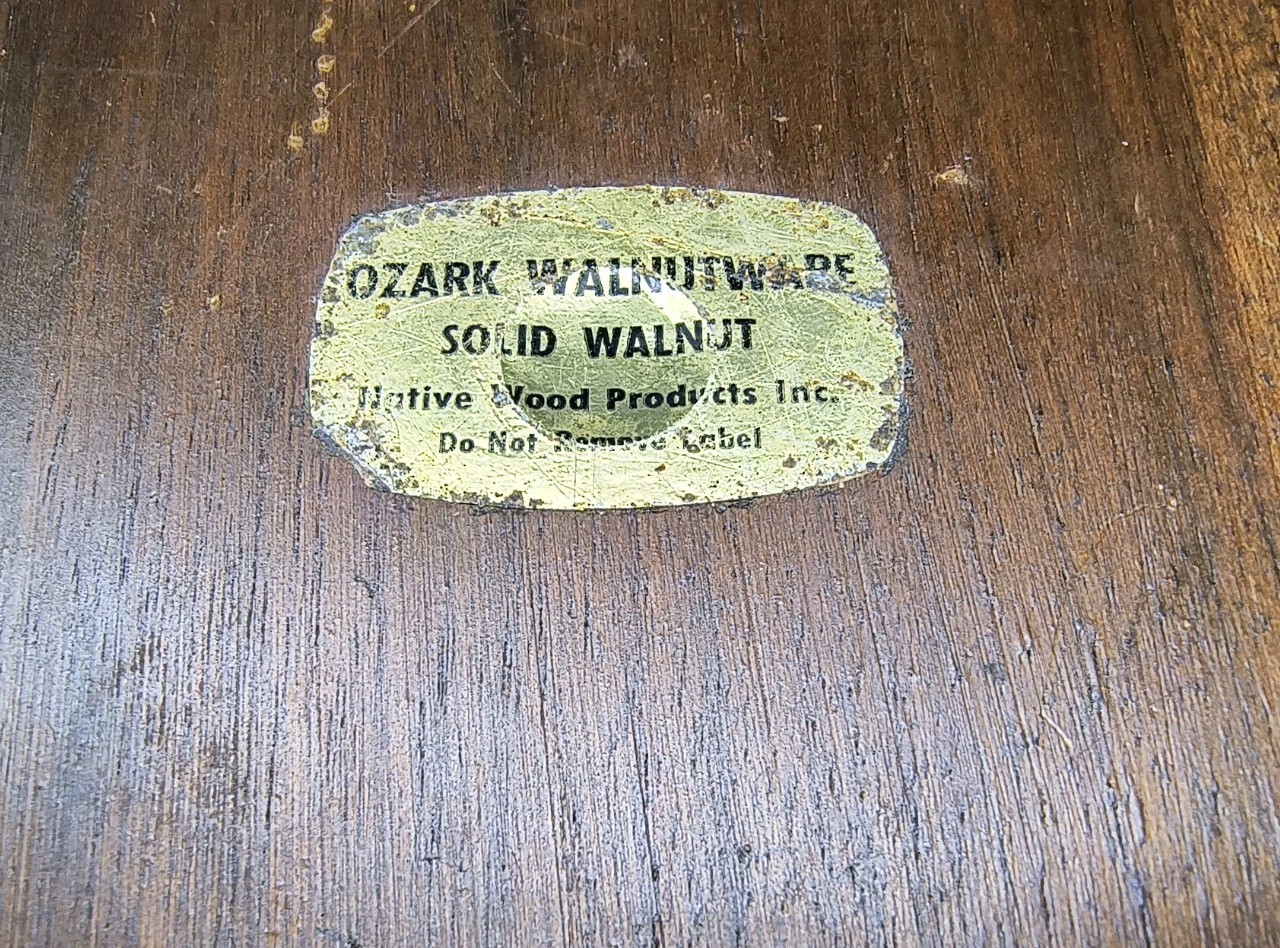 OZARK WALNUTWARE
SOLID WALNUT
Native Wood Products Inc.
Do Not Remove Label